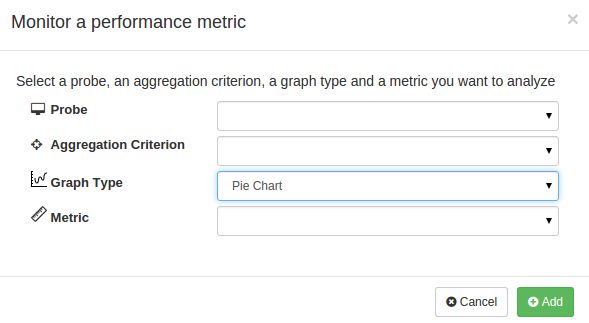 Monitor a performance metric
×
Select a probe, an aggregation criterion, a graph type and a metric you want to analyze
Probe
Aggregation Criterion
Graph Type
Pie Chart
Metric
Cancel
Add